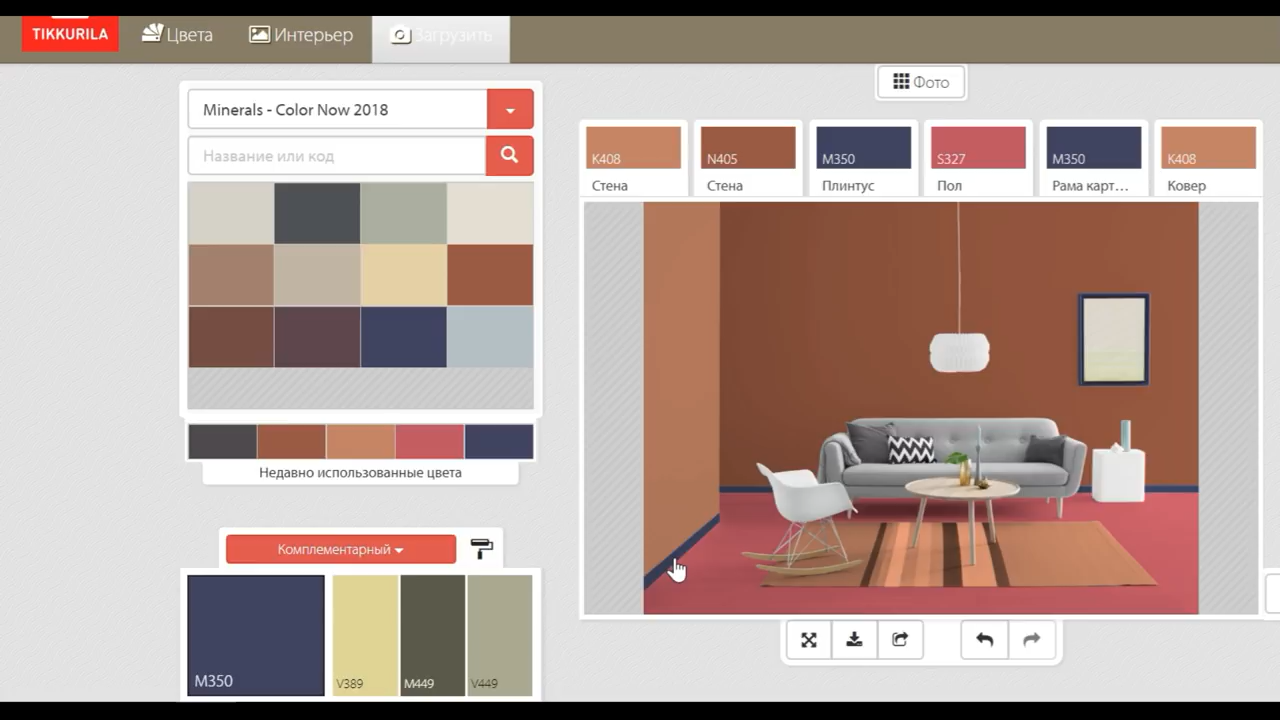 TIKKURILA
Цвета
Интерьер
Загрузить
Minerals - Color Now 2018
Название или код
Недавно использованные цвета
Комплементарный
M350
V389
M449
V449
Фото
K408
N405
M350
S327
M350
K408
Стена
Стена
Плинтус
Пол
Рама карт...
Ковер